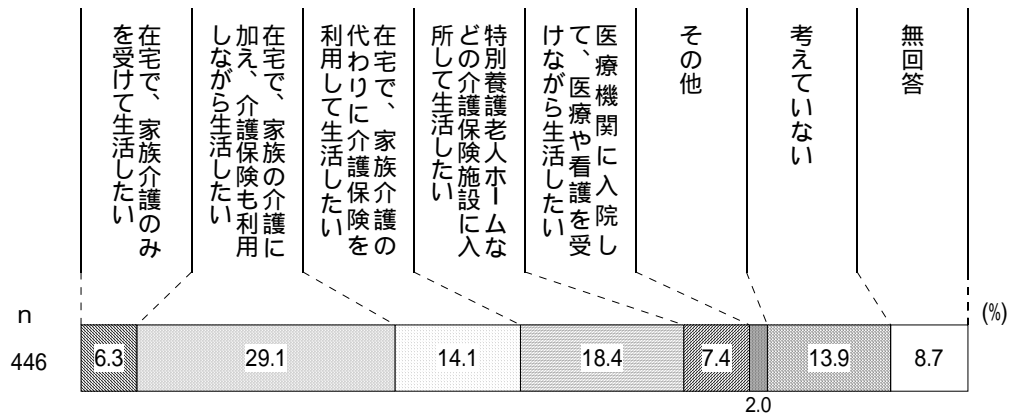 在宅で、家族介護のみ
を受けて生活したい
在宅で、家族の介護に
加え、介護保険も利用
しながら生活したい
在宅で、家族介護の
代わりに介護保険を
利用して生活したい
特別養護老人ホームな
どの介護保険施設に入
所して生活したい
医療機関に入院し
て、医療や看護を受
けながら生活したい
その他
考えていない
無回答
n
(%)
446
6.3
29.1
14.1
18.4
7.4
13.9
8.7
2.0